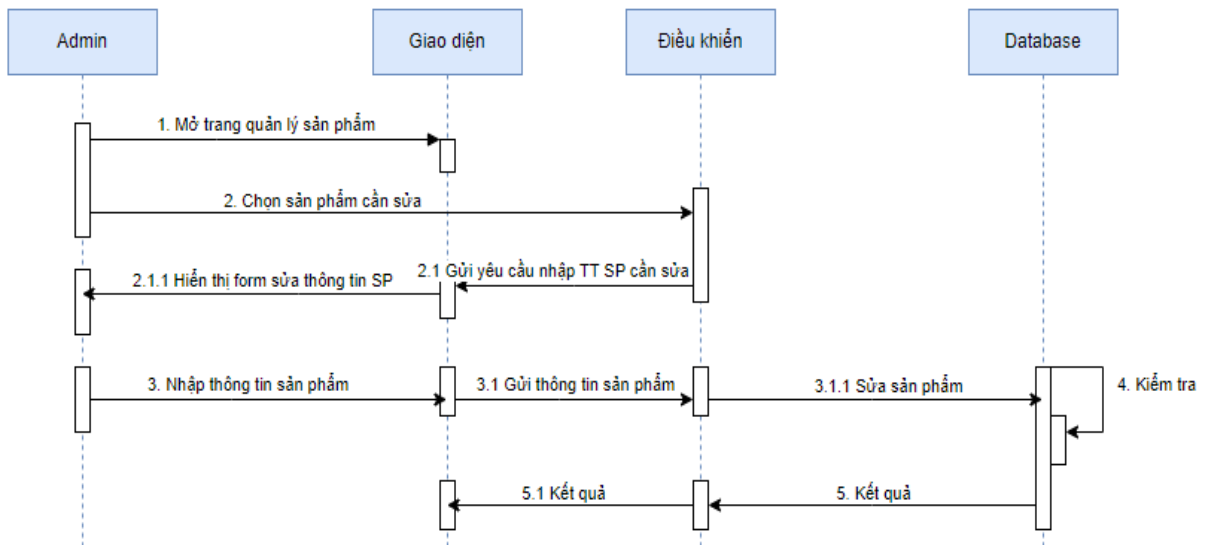 Admin
Giao diện
Điều khiển
Database
1. Mở trang quản lý sản phẩm
2. Chọn sản phẩm cần sửa
2.1 Gửi yêu cầu nhập TT SP cần sửa
2.1.1 Hiển thị form sửa thông tin SP
3. Nhập thông tin sản phẩm
3.1 Gửi thông tin sản phẩm
3.1.1 Sửa sản phẩm
4. Kiểm tra
5.1 Kết quả
5. Kết quả